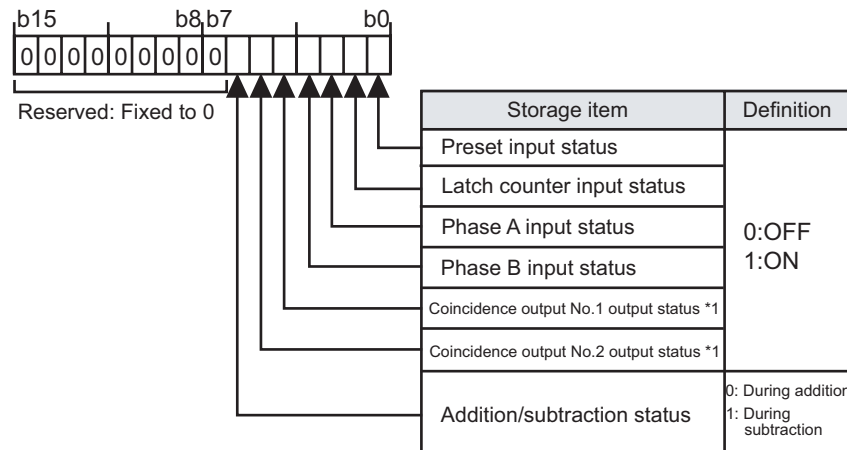 b15 b8 b7 b0
0 0 0 0 0 0 0 0 0
Reserved: Fixed to 0
Storage item Definition
Preset input status
Latch counter input status
Phase A input status
Phase B input status
0:OFF
1:ON
Coincidence output No.1 output status *1
Coincidence output No.2 output status *1
Addition/subtraction status
0: During addition
1: During
subtraction